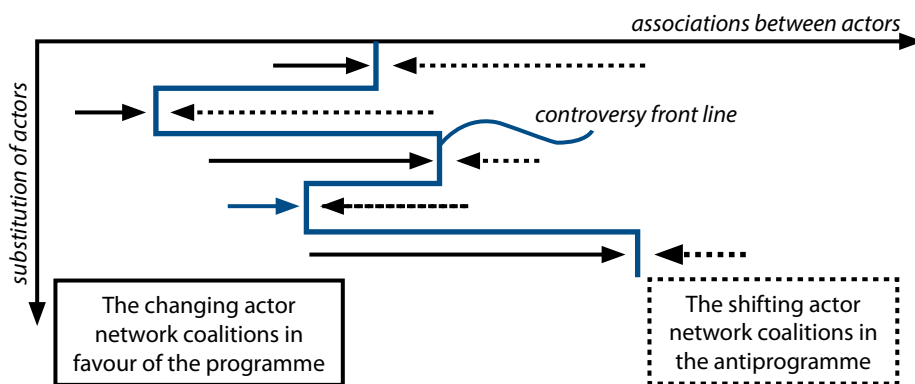 associations between actors
substitution of actors
controversy front line
The changing actor
network coalitions in
favour of the programme
The shifting actor
network coalitions in
the antiprogramme